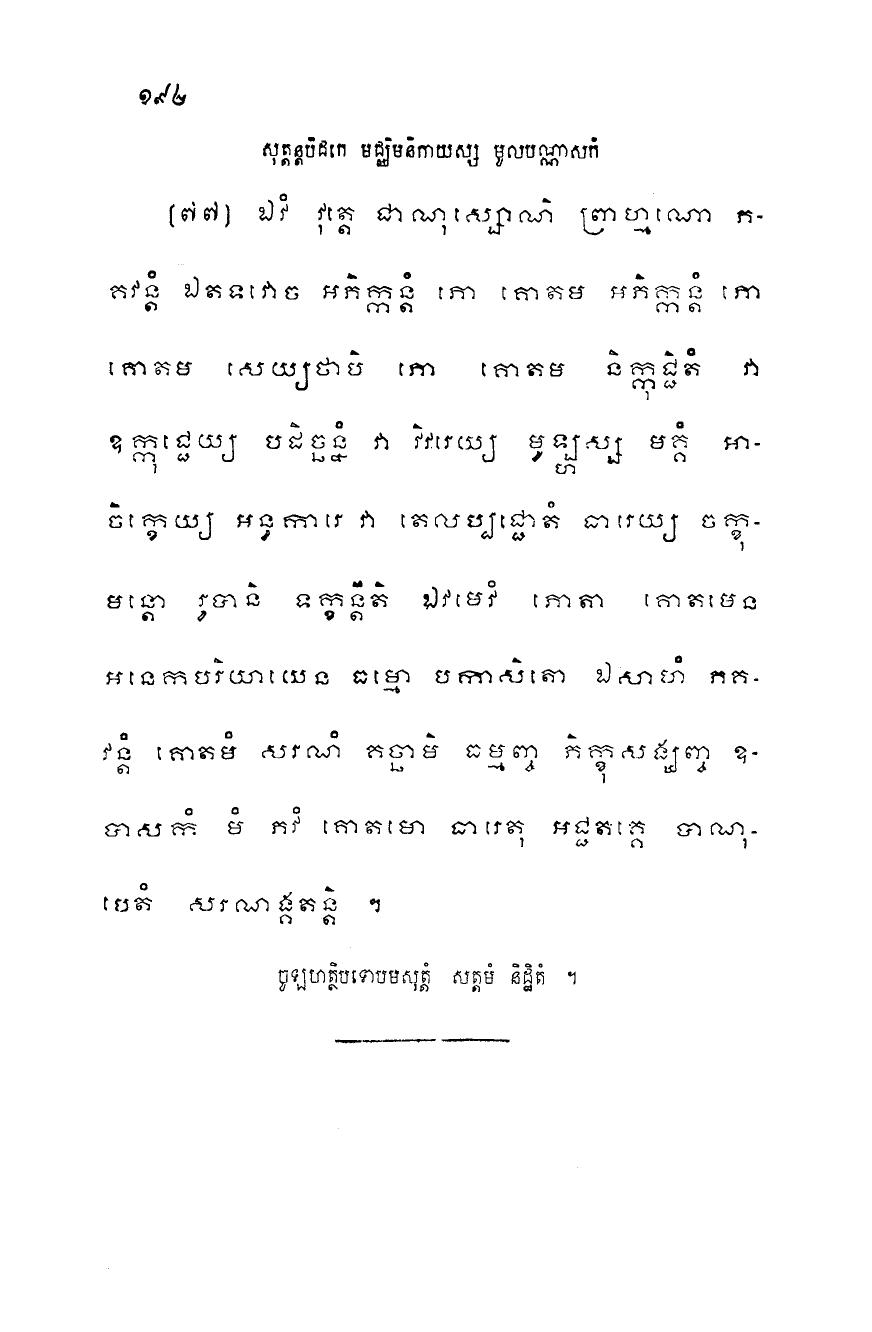 ១៩៤
សុត្តន្តបិដកេ មជ្ឈិមនិកាយស្ស មូលបណ្ណាសកំ
(៧៧) ឯវំ វុត្តេ ជាណុស្សោណិ ព្រាហ្មណោ ភ-
គវន្តំ ឯតទវោច អភិក្កន្តំ ភោ គោតម អភិក្កន្តំ ភោ
គោតម សេយ្យថាបិ ភោ គោតម និក្កុជ្ជិតំ វា
ឧក្កុជ្ជេយ្យ បដិច្ឆន្នំ វា វិវរេយ្យ មូឡ្ហស្ស មគ្គំ អា-
ចិក្ខេយ្យ អន្ធការេ វា តេលប្បជ្ជោតំ ធារេយ្យ ចក្ខុ-
មន្តោ រូបានិ ទក្ខន្តីតិ ឯវមេវំ ភោតា គោតមេន
អនេកបរិយាយេន ធម្មោ បកាសិតោ ឯសាហំ ភគ-
វន្តំ គោតមំ សរណំ គច្ឆាមិ ធម្មញ្ច ភិក្ខុសង្ឃញ្ច ឧ-
បាសកំ មំ ភវំ គោតមោ ធារេតុ អជ្ជតគ្គេ បាណុ-
បេតំ សរណង្គតន្តិ ។
ចូឡហត្ថិបទោបមសុត្តំ សត្តមំ និដ្ឋិតំ ។